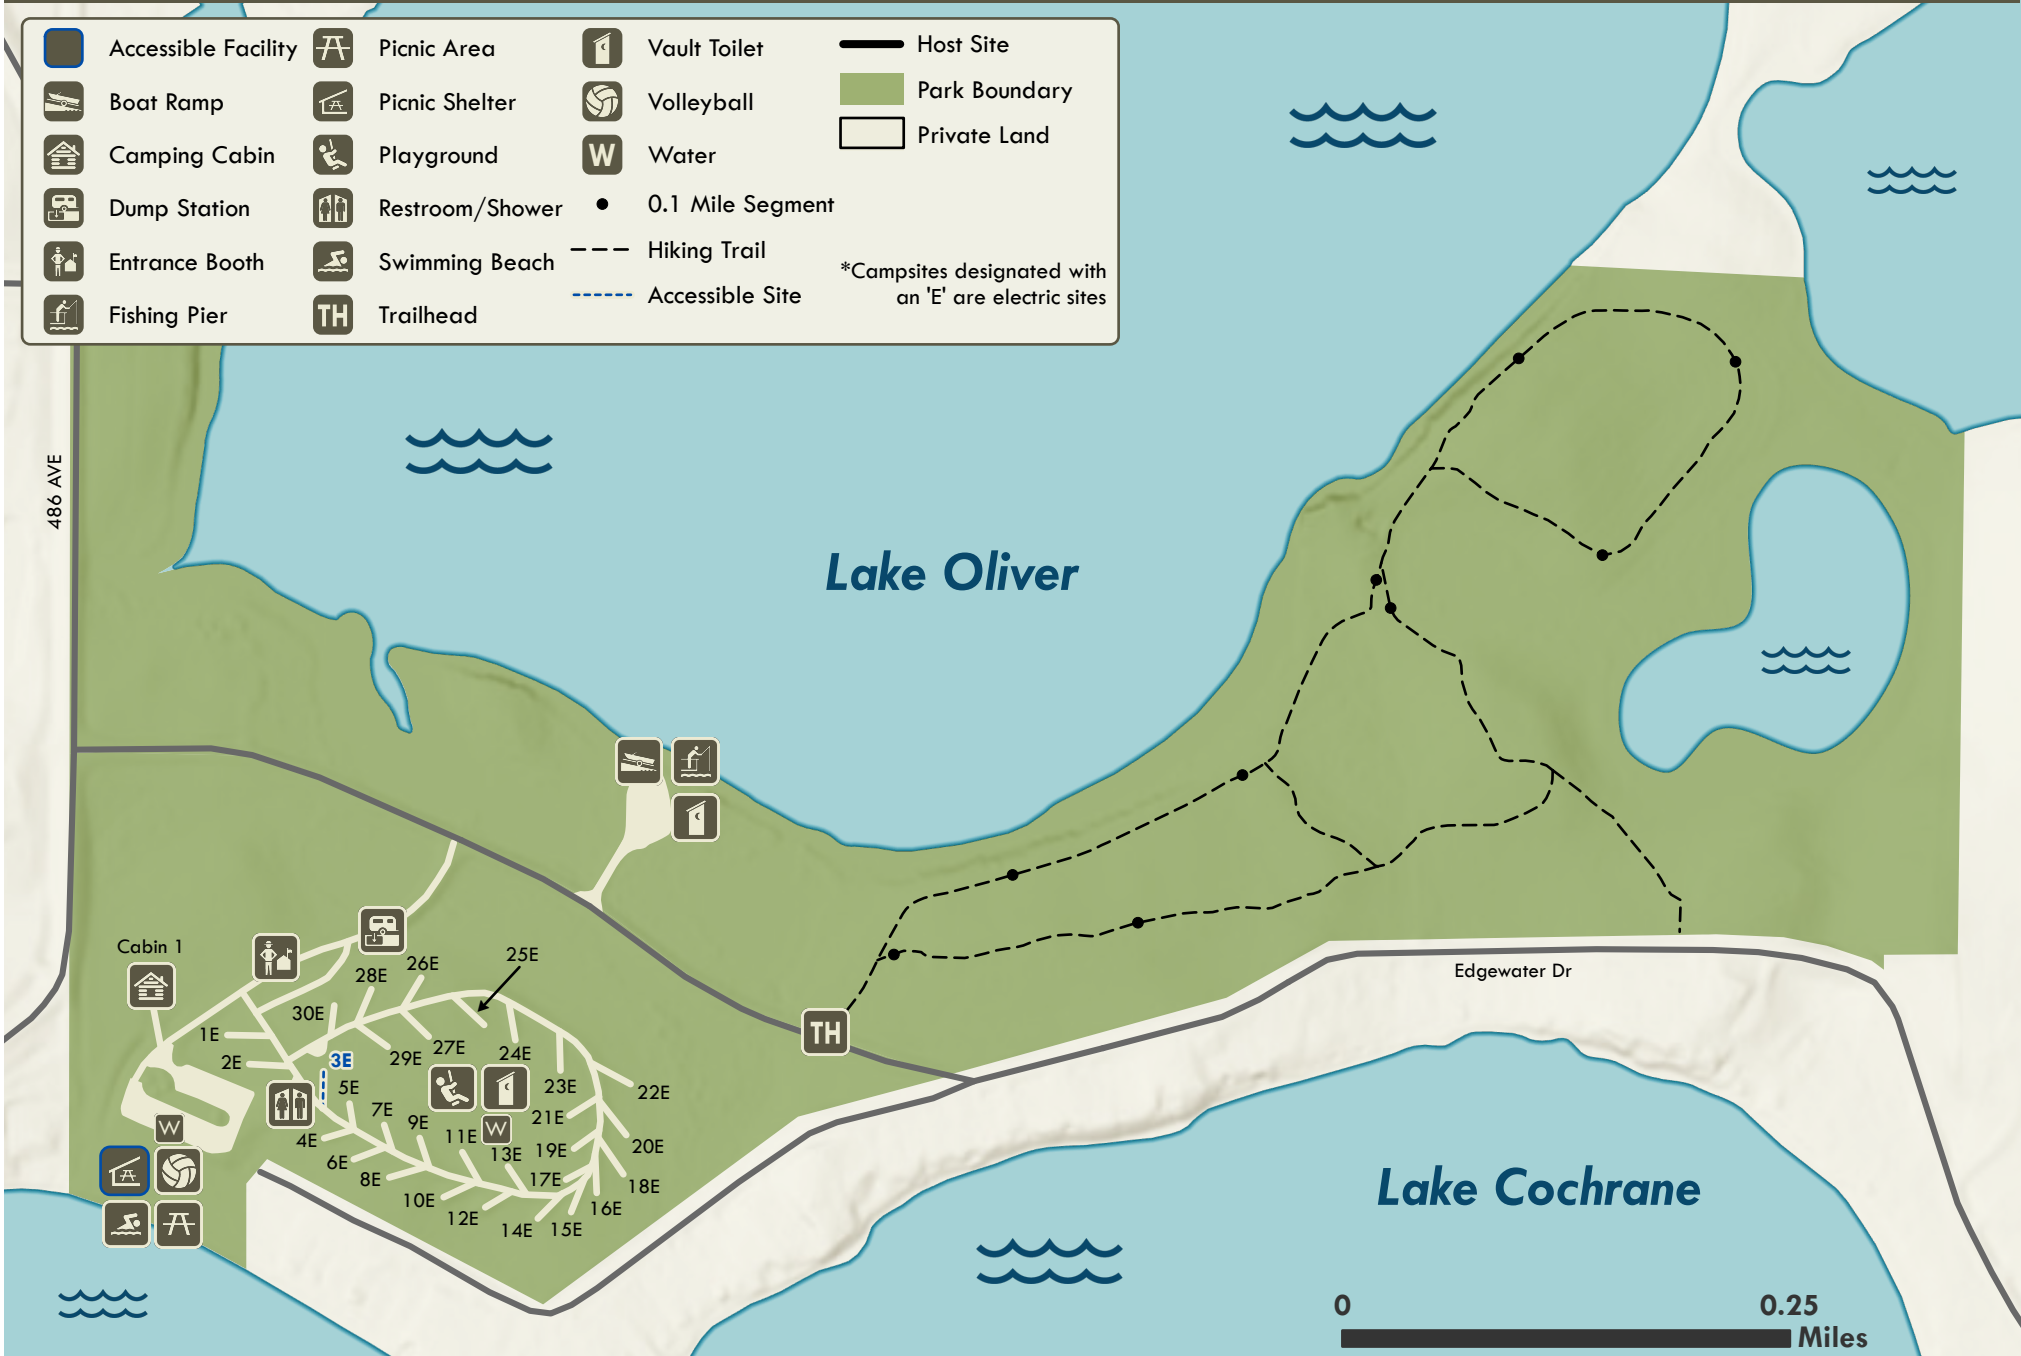 Accessible Facility
Boat Ramp
Camping Cabin
Dump Station
Entrance Booth
Fishing Pier
Picnic Area
Picnic Shelter
Playground
Restroom/Shower
Swimming Beach
TH Trailhead
Vault Toilet
Volleyball
W Water
0.1 Mile Segment
Hiking Trail
Accessible Site
Host Site
Park Boundary
Private Land
*Campsites designated with
an 'E' are electric sites
486 AVE
Lake Oliver
Cabin 1
25E
26E
28E
30E
1E
2E
3E
29E
27E
24E
5E
23E
22E
7E
9E
21E
4E
11E
W
W
13E
19E
20E
6E
8E
17E
18E
10E
12E
16E
14E
15E
TH
Edgewater Dr
Lake Cochrane
0
0.25
Miles